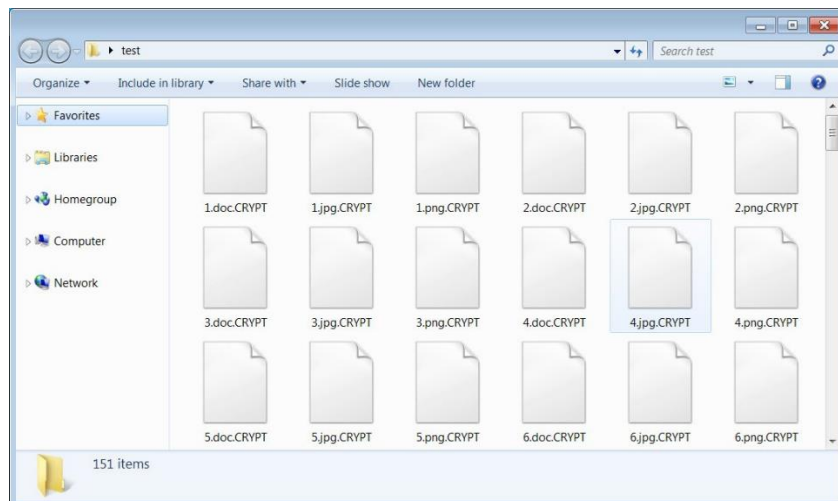 test
Search test
Organize Include in library Share with Slide show New folder
Favorites
Libraries
Homegroup
Computer
Network
1.doc.CRYPT 1.jpg.CRYPT 1.png.CRYPT 2.doc.CRYPT 2.jpg.CRYPT 2.png.CRYPT
3.doc.CRYPT 3.jpg.CRYPT 3.png.CRYPT 4.doc.CRYPT 4.jpg.CRYPT 4.png.CRYPT
5.doc.CRYPT 5.jpg.CRYPT 5.png.CRYPT 6.doc.CRYPT 6.jpg.CRYPT 6.png.CRYPT
151 items